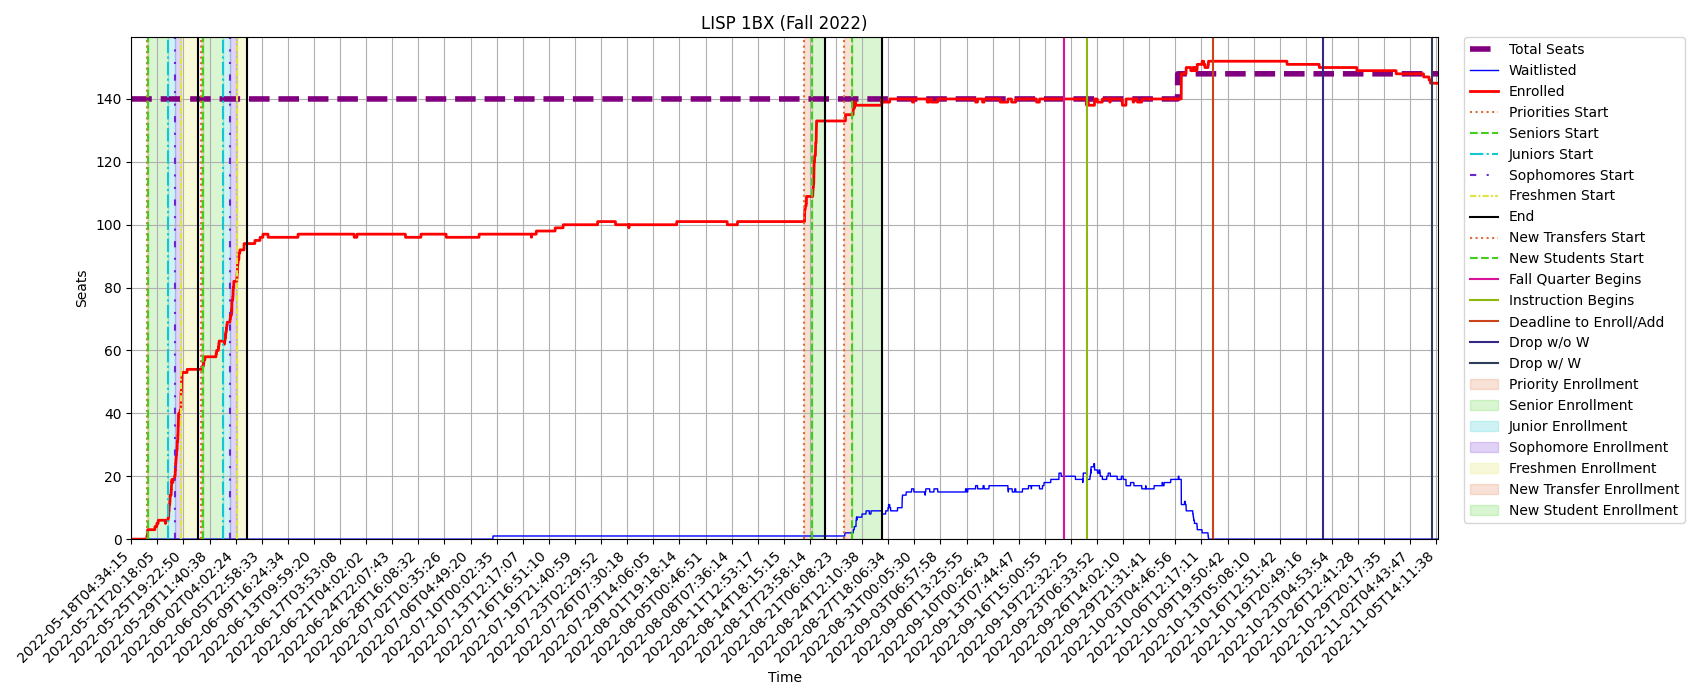 LISP 1BX (Fall 2022)
Seats
140
120
100
80
60
40
20
0
2022-05-18T04:34:15
2022-05-21T20:18:05
2022-05-25T19:22:50
2022-05-29T11:40:38
2022-06-02T04:02:24
2022-06-05T22:58:33
2022-06-09T16:24:34
2022-06-13T09:59:20
2022-06-17T03:53:08
2022-06-21T04:02:02
2022-06-24T22:07:43
2022-06-28T16:08:32
2022-07-02T10:35:26
2022-07-06T04:49:20
2022-07-10T00:02:35
2022-07-13T12:17:07
2022-07-16T16:51:10
2022-07-19T21:40:59
2022-07-23T02:29:52
2022-07-26T07:30:18
2022-07-29T14:06:05
2022-08-01T19:18:14
2022-08-05T00:46:51
2022-08-08T07:36:14
2022-08-11T12:53:17
2022-08-14T18:15:15
2022-08-17T23:58:14
2022-08-21T06:08:23
2022-08-24T12:10:38
2022-08-27T18:06:34
2022-08-31T00:05:30
2022-09-03T06:57:58
2022-09-06T13:25:55
2022-09-10T00:26:43
2022-09-13T07:44:47
2022-09-16T15:00:55
2022-09-19T22:32:25
2022-09-23T06:33:52
2022-09-26T14:02:10
2022-09-29T21:31:41
2022-10-03T04:46:56
2022-10-06T12:17:11
2022-10-09T19:50:42
2022-10-13T05:08:10
2022-10-16T12:51:42
2022-10-19T20:49:16
2022-10-23T04:53:54
2022-10-26T12:41:28
2022-10-29T20:17:35
2022-11-02T04:43:47
2022-11-05T14:11:38
Time
Total Seats
Waitlisted
Enrolled
Priorities Start
Seniors Start
Juniors Start
Sophomores Start
Freshmen Start
End
New Transfers Start
New Students Start
Fall Quarter Begins
Instruction Begins
Deadline to Enroll/Add
Drop w/o W
Drop w/ W
Priority Enrollment
Senior Enrollment
Junior Enrollment
Sophomore Enrollment
Freshmen Enrollment
New Transfer Enrollment
New Student Enrollment